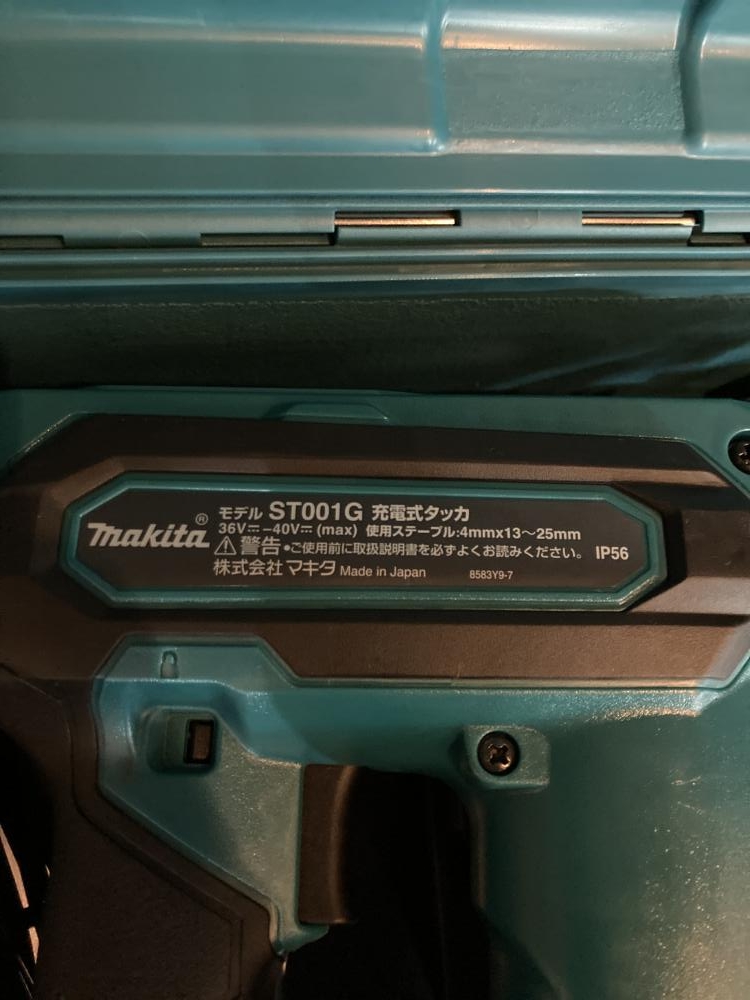 makita®
モデル ST001G 充電式タッカ
36V⎓-40V⎓(max) 使用ステープル:4mmx13～25mm
⚠警告●ご使用前に取扱説明書を必ずよくお読みください。 IP56
株式会社マキタ Made in Japan 8583Y9-7